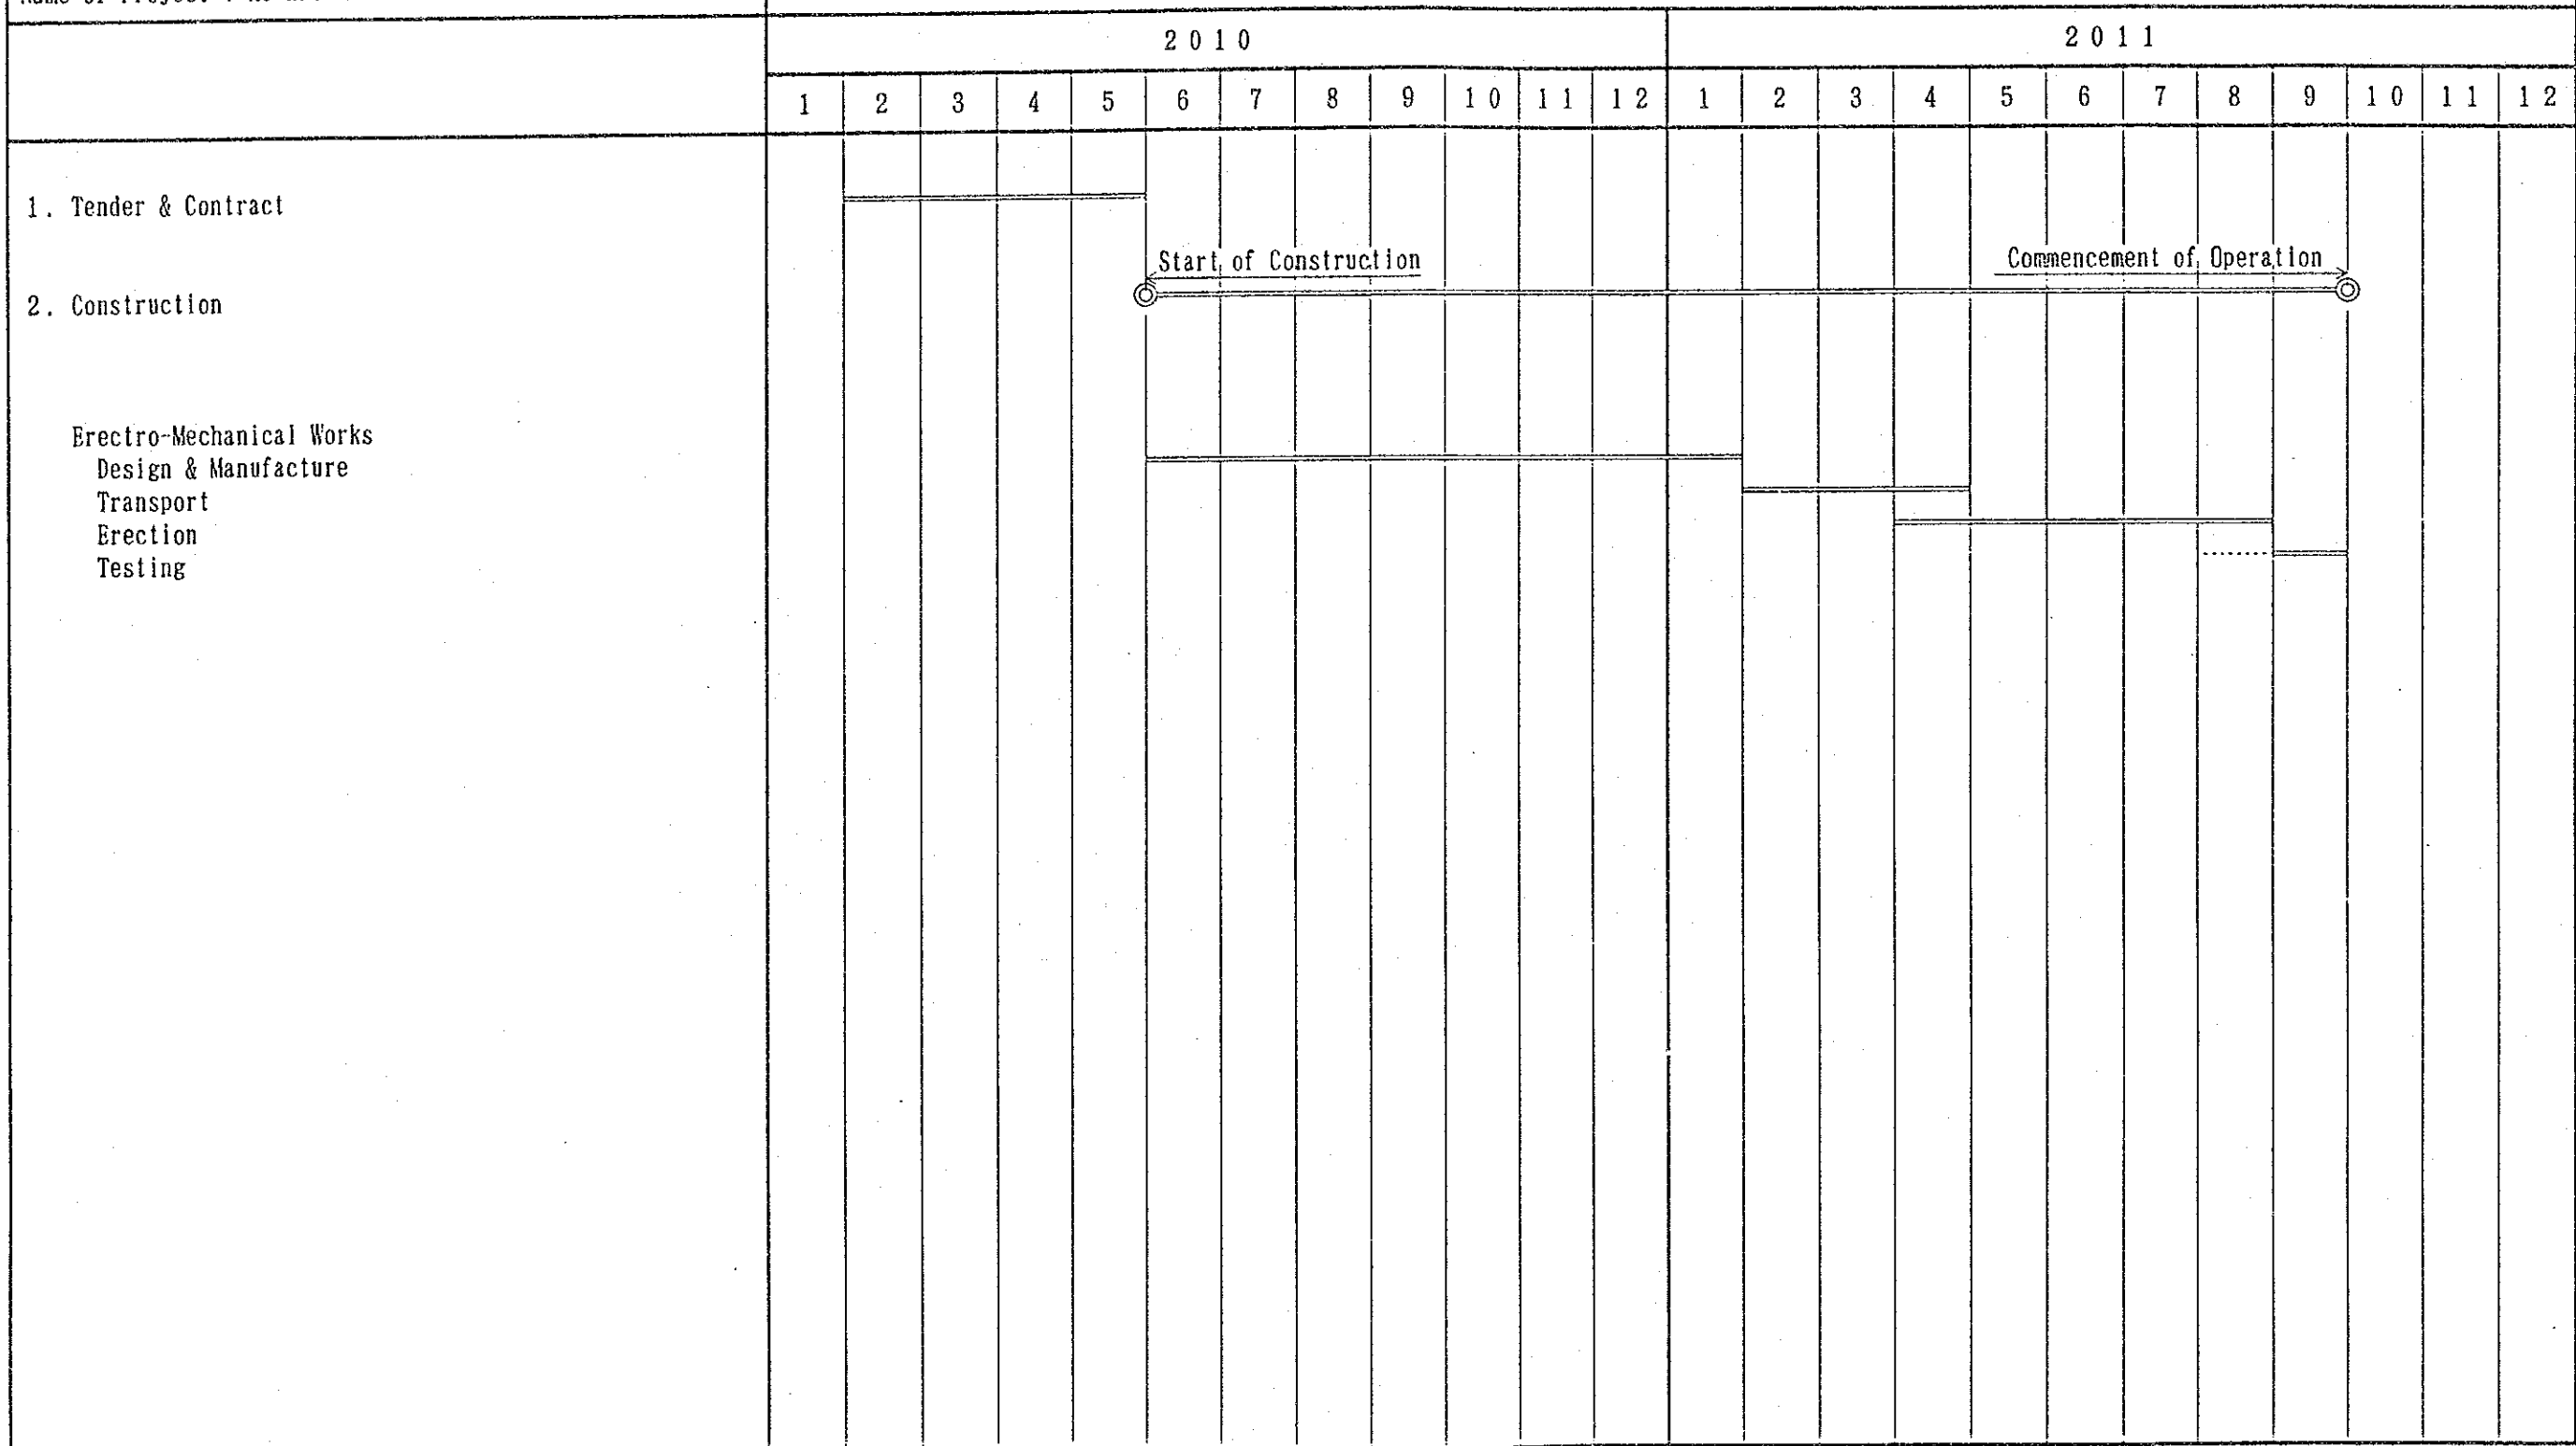 2010 2011
1 2 3 4 5 6 7 8 9 10 11 12 1 2 3 4 5 6 7 8 9 10 11 12
1. Tender & Contract
Start of Construction Commencement of Operation
2. Construction
Erectro-Mechanical Works
Design & Manufacture
Transport
Erection
Testing